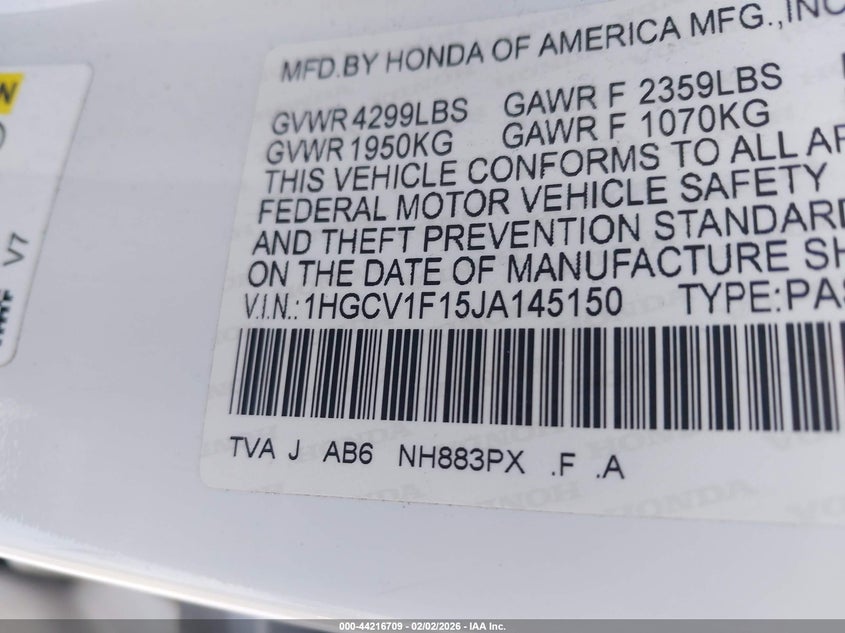 MFD.BY HONDA OF AMERICA MFG.,INC
GVWR 4299LBS GAWR F 2359LBS
GVWR 1950KG GAWR F 1070KG
THIS VEHICLE CONFORMS TO ALL AP
FEDERAL MOTOR VEHICLE SAFETY
AND THEFT PREVENTION STANDARD
ON THE DATE OF MANUFACTURE SH
V.I.N.:1HGCV1F15JA145150 TYPE:PAS
TVA J AB6 NH883PX .F .A
V7
000-44216709 - 02/02/2026 - IAA Inc.